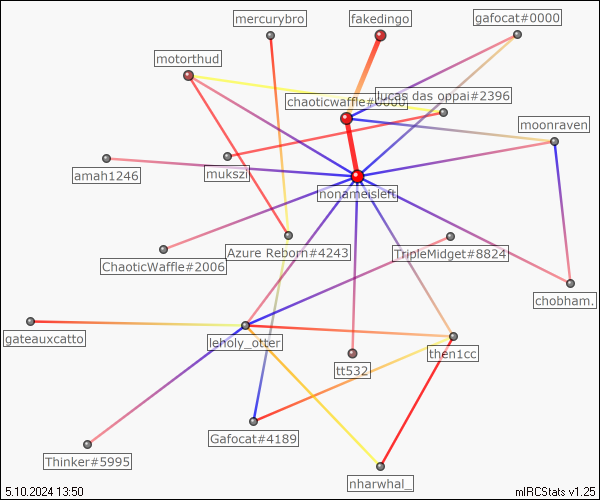 mercurybro
fakedingo
gafocat#0000
motorthud
chaoticwaffle#0000
lucas das oppai#2396
moonraven
amah1246
mukszi
nonameisleft
ChaoticWaffle#2006
Azure Reborn#4243
TripleMidget#8824
chobham.
gateauxcatto
leholy_otter
then1cc
tt532
Gafocat#4189
Thinker#5995
nharwhal_
5.10.2024 13:50
mIRCStats v1.25